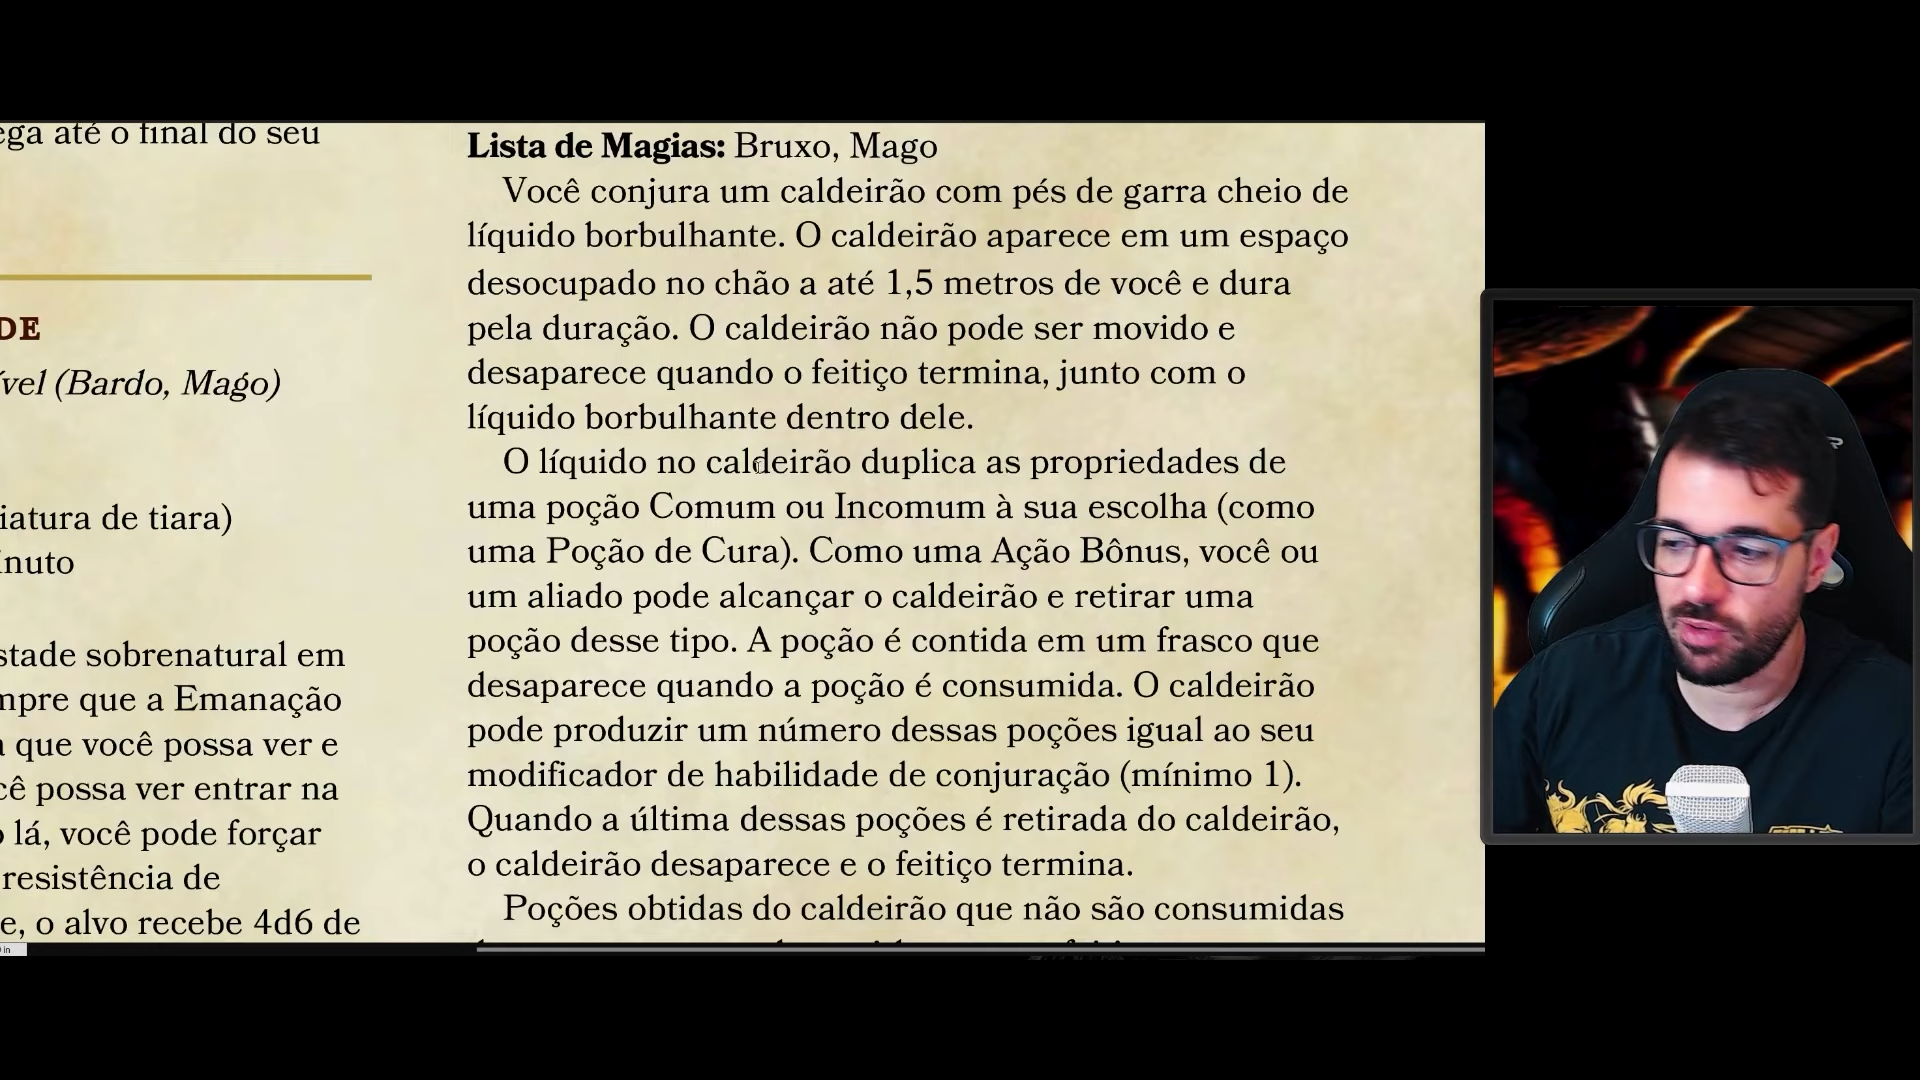 ega até o final do seu
DE
ível (Bardo, Mago)
iatura de tiara)
inuto
stade sobrenatural em
mpre que a Emanação
a que você possa ver e
cê possa ver entrar na
o lá, você pode forçar
resistência de
e, o alvo recebe 4d6 de
Lista de Magias: Bruxo, Mago
Você conjura um caldeirão com pés de garra cheio de
líquido borbulhante. O caldeirão aparece em um espaço
desocupado no chão a até 1,5 metros de você e dura
pela duração. O caldeirão não pode ser movido e
desaparece quando o feitiço termina, junto com o
líquido borbulhante dentro dele.
O líquido no caldeirão duplica as propriedades de
uma poção Comum ou Incomum à sua escolha (como
uma Poção de Cura). Como uma Ação Bônus, você ou
um aliado pode alcançar o caldeirão e retirar uma
poção desse tipo. A poção é contida em um frasco que
desaparece quando a poção é consumida. O caldeirão
pode produzir um número dessas poções igual ao seu
modificador de habilidade de conjuração (mínimo 1).
Quando a última dessas poções é retirada do caldeirão,
o caldeirão desaparece e o feitiço termina.
Poções obtidas do caldeirão que não são consumidas